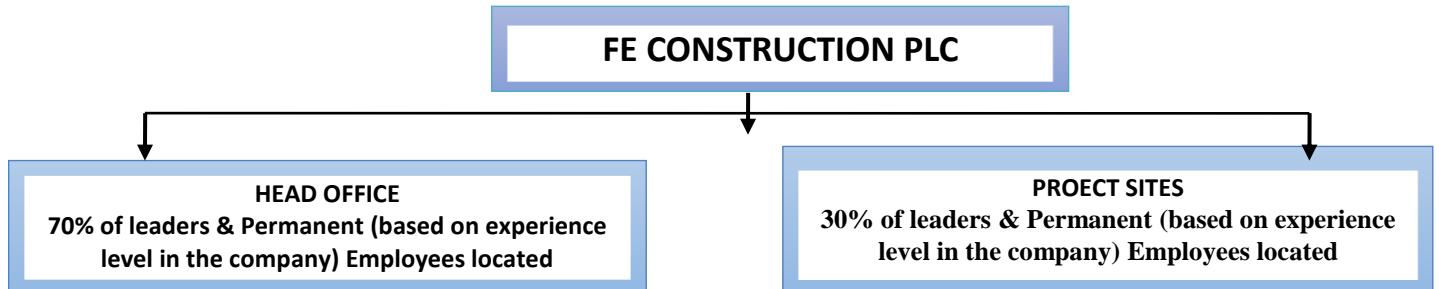 FE CONSTRUCTION PLC
HEAD OFFICE
70% of leaders & Permanent (based on experience
level in the company) Employees located
PROECT SITES
30% of leaders & Permanent (based on experience
level in the company) Employees located